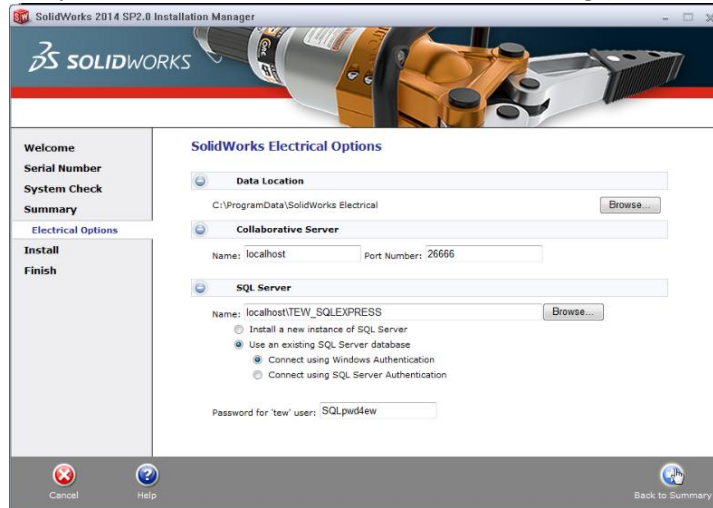 SolidWorks 2014 SP2.0 Installation Manager
SOLIDWORKS
Welcome
Serial Number
System Check
Summary
Electrical Options
Install
Finish
SolidWorks Electrical Options
Data Location
C:\ProgramData\SolidWorks Electrical Browse...
Collaborative Server
Name: localhost Port Number: 26666
SQL Server
Name: localhost\TEW_SQLEXPRESS Browse...
Install a new instance of SQL Server
Use an existing SQL Server database
Connect using Windows Authentication
Connect using SQL Server Authentication
Password for 'tew' user: SQLpwd4ew
Cancel Help Back to Summary